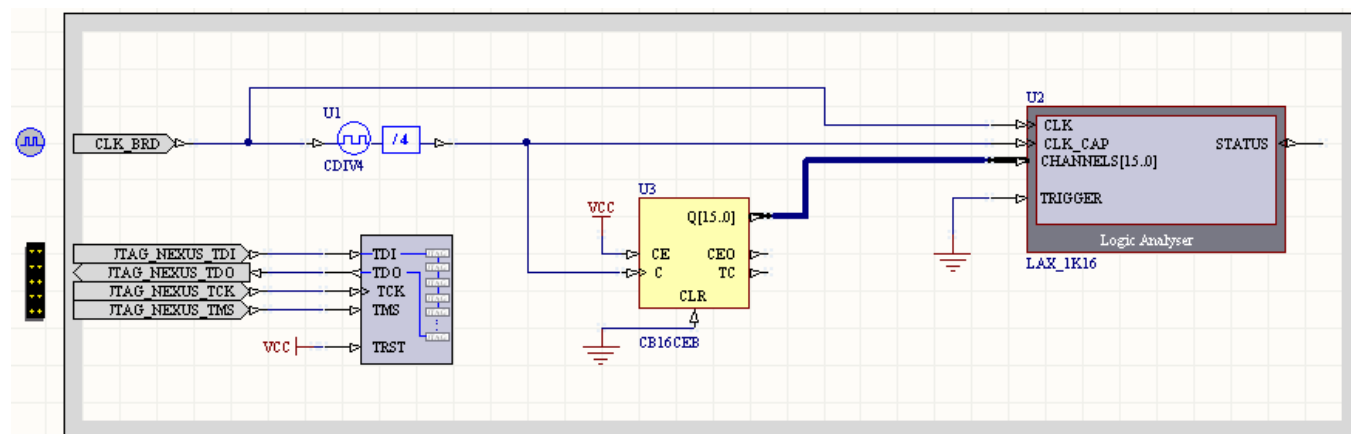 U1
CLK_BRD
/4
CDIV4
U2
CLK
CLK_CAP
CHANNELS[15..0]
STATUS
TRIGGER
Logic Analyser
LAX_1K16
U3
VCC
Q[15..0]
CE
CEO
C
TC
CLR
CB16CEB
JTAG_NEXUS_TDI
JTAG_NEXUS_TDO
JTAG_NEXUS_TCK
JTAG_NEXUS_TMS
TDI
TDO
TCK
TMS
VCC
TRST